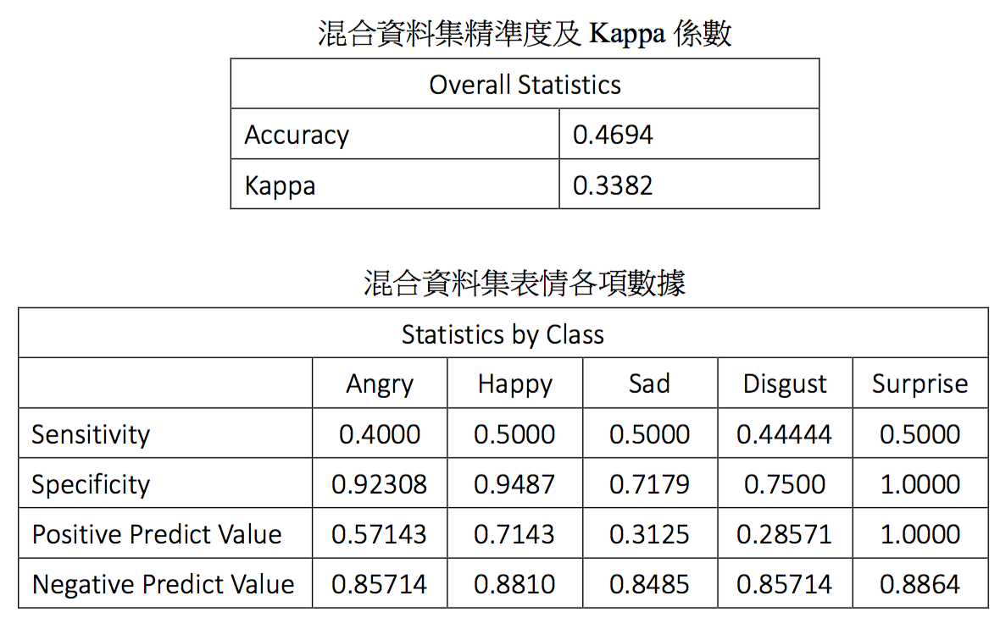 混合資料集精準度及 Kappa 係數
Overall Statistics
Accuracy 0.4694
Kappa 0.3382
混合資料集表情各項數據
Statistics by Class
Angry Happy Sad Disgust Surprise
Sensitivity 0.4000 0.5000 0.5000 0.44444 0.5000
Specificity 0.92308 0.9487 0.7179 0.7500 1.0000
Positive Predict Value 0.57143 0.7143 0.3125 0.28571 1.0000
Negative Predict Value 0.85714 0.8810 0.8485 0.85714 0.8864